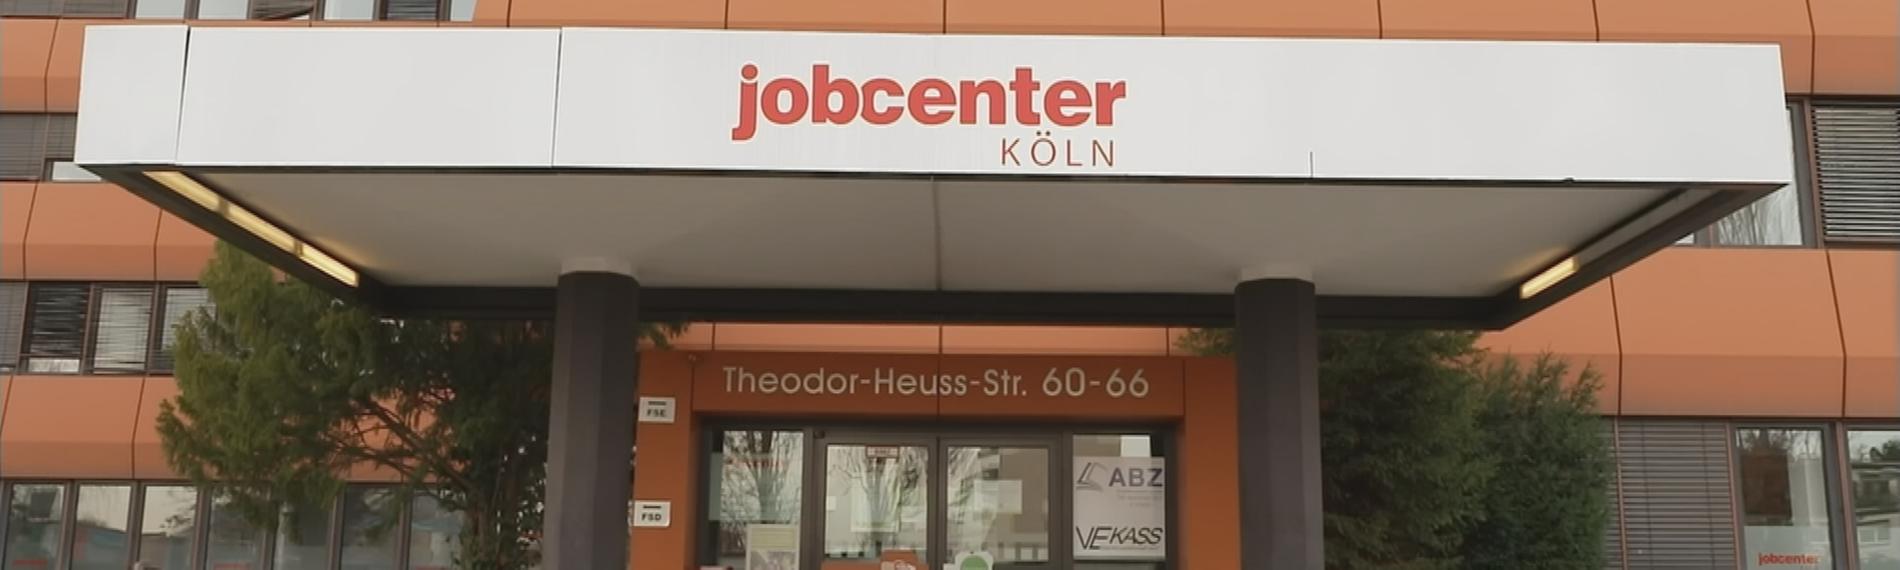 jobcenter
KÖLN
Theodor-Heuss-Str. 60-66
FSE
FSD
ABZ
VEKASS
jobcenter